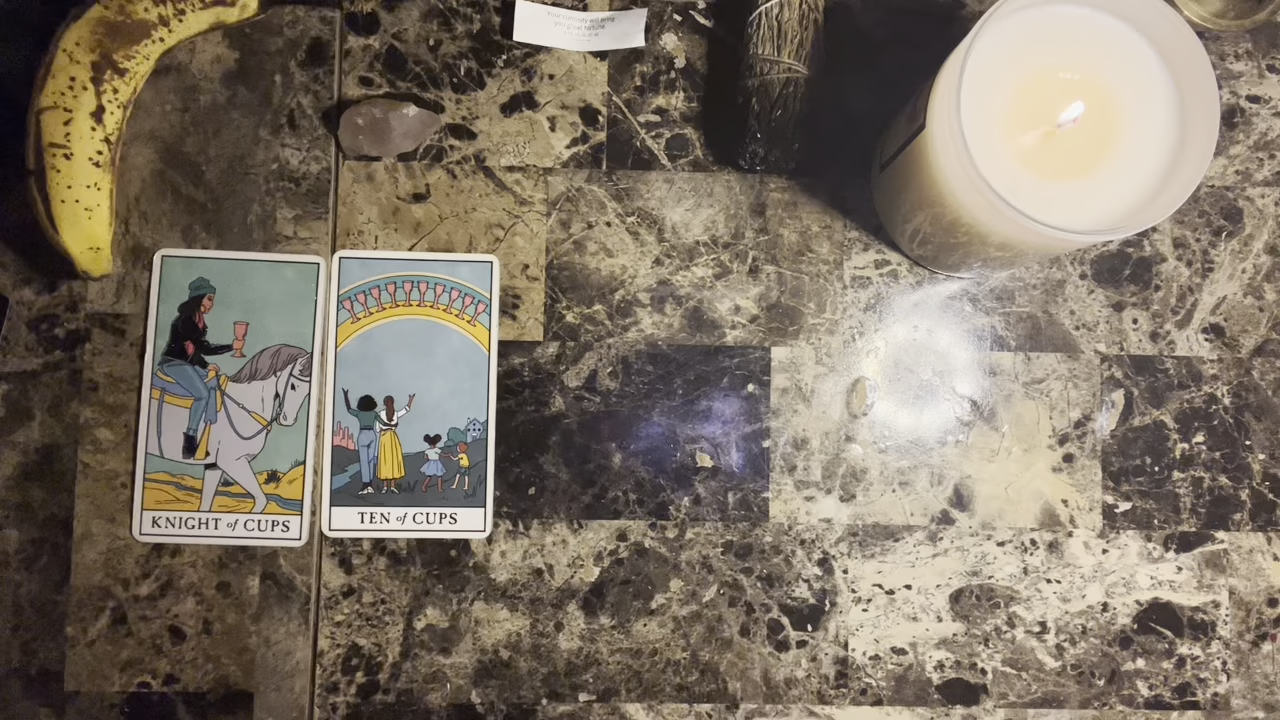 Your curiosity will bring
you great fortune.
KNIGHT of CUPS
TEN of CUPS